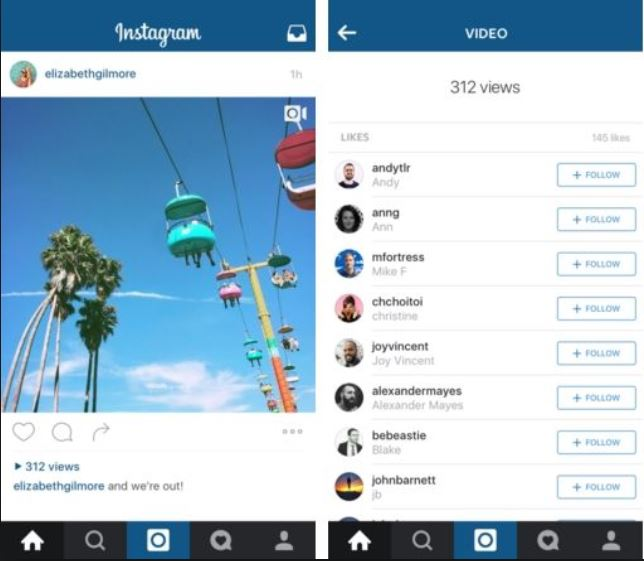 Instagram
elizabethgilmore
1h
312 views
elizabethgilmore and we're out!
VIDEO
312 views
LIKES
145 likes
andytlr
Andy
+ FOLLOW
anng
Ann
+ FOLLOW
mfortress
Mike F
+ FOLLOW
chchoitoi
christine
+ FOLLOW
joyvincent
Joy Vincent
+ FOLLOW
alexandermayes
Alexander Mayes
+ FOLLOW
bebeastie
Blake
+ FOLLOW
johnbarnett
jb
+ FOLLOW